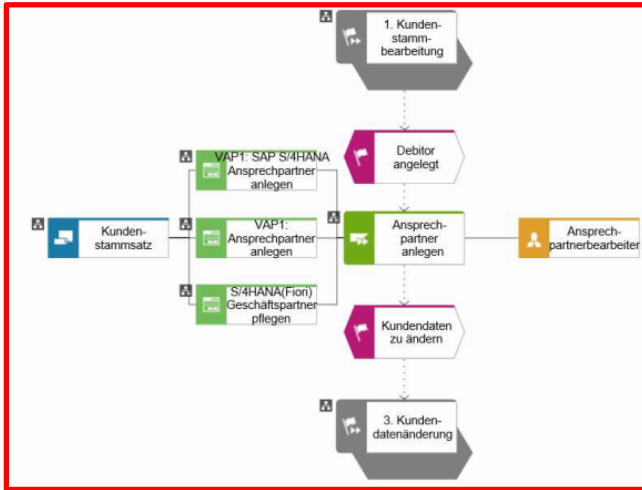 1. Kunden-
stamm-
bearbeitung
Debitor
angelegt
VAP1: SAP S/4HANA
Ansprechpartner
anlegen
Kunden-
stammsatz
VAP1:
Ansprechpartner
anlegen
Ansprech-
partner
anlegen
Ansprech-
partnerbearbeiter
S/4HANA(Fiori)
Geschäftspartner
pflegen
Kundendaten
zu ändern
3. Kunden-
datenänderung